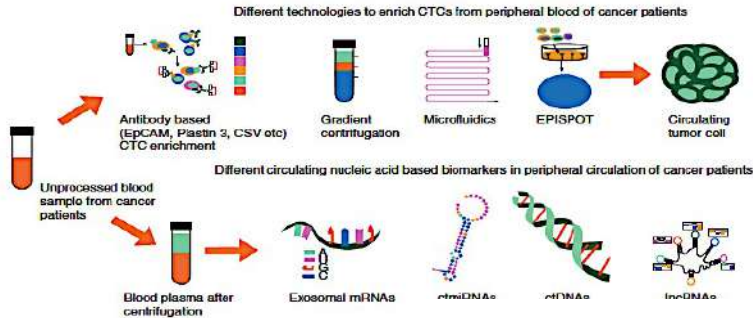 Different technologies to enrich CTCs from peripheral blood of cancer patients
Antibody based
(EpCAM, Plastin 3, CSV etc)
CTC enrichment
Gradient
centrifugation
Microfluidics
EPISPOT
Circulating
tumor cell
Different circulating nucleic acid based biomarkers in peripheral circulation of cancer patients
Unprocessed blood
sample from cancer
patients
Blood plasma after
centrifugation
A
U
G
C
Exosomal mRNAs
ctmiRNAs
ctDNAs
lncRNAs